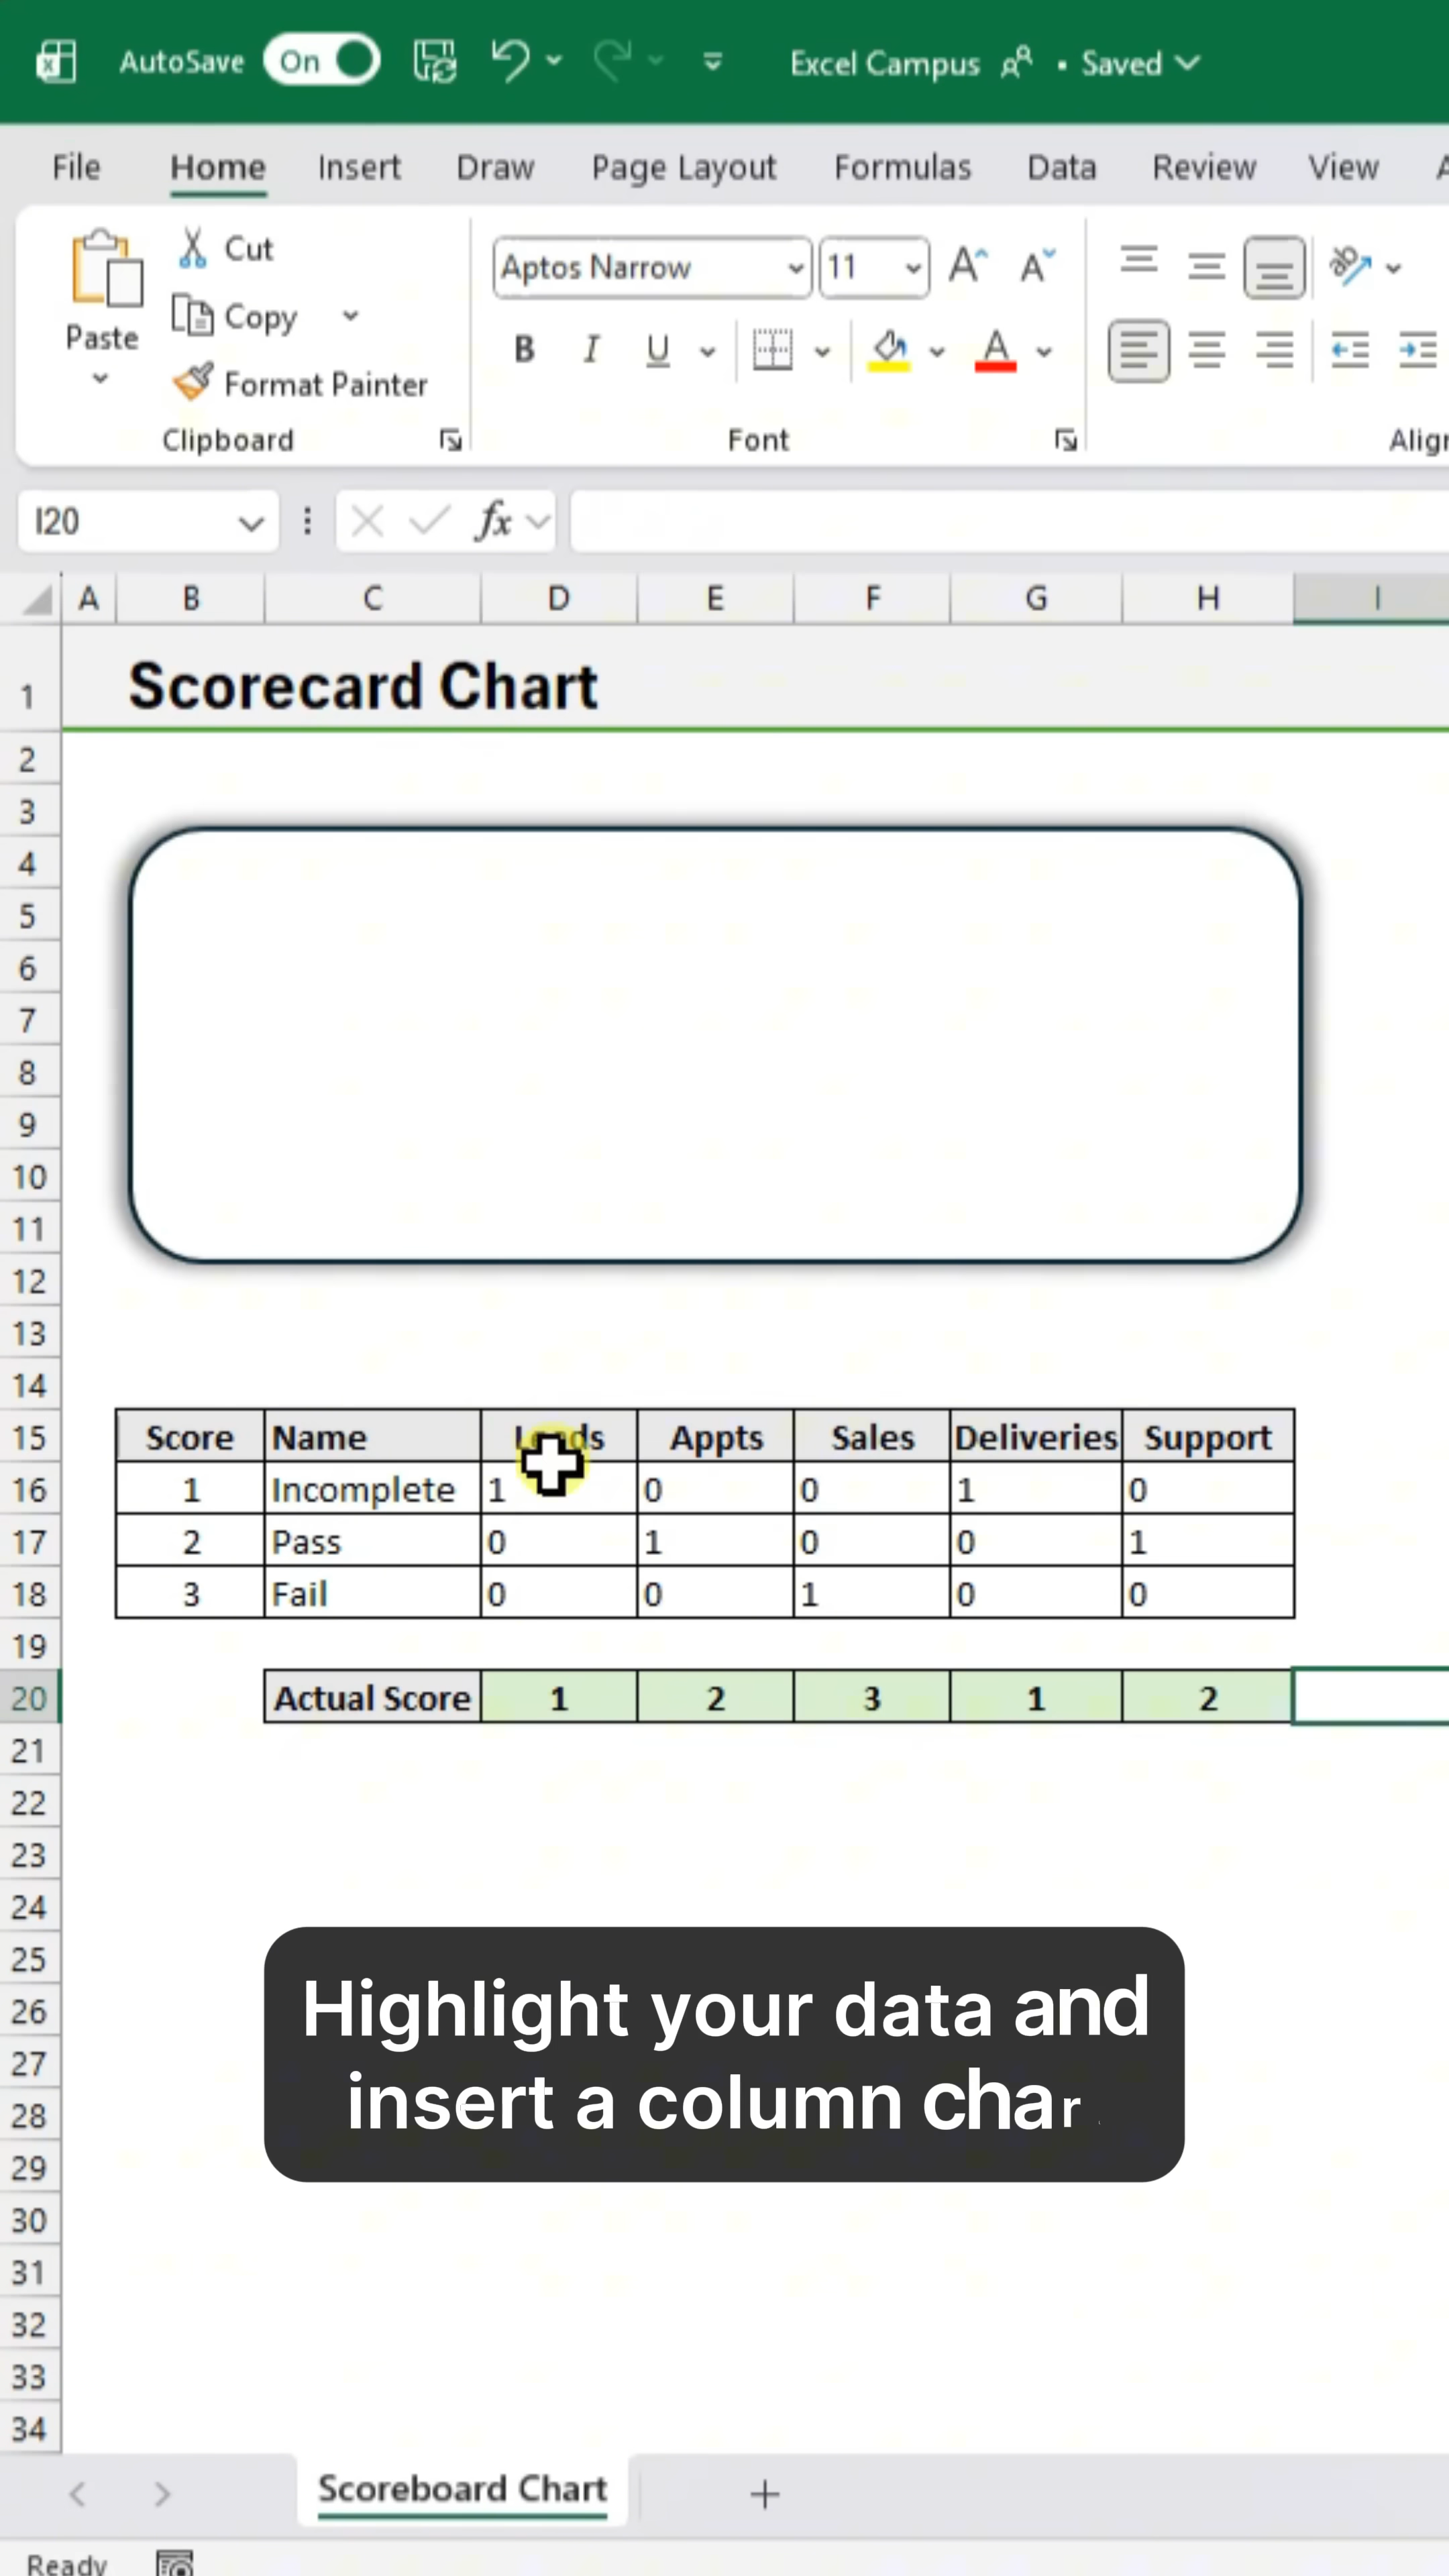 AutoSave On Excel Campus • Saved
File Home Insert Draw Page Layout Formulas Data Review View
Paste Cut Copy Format Painter
Aptos Narrow 11
B I U A
Clipboard Font
I20 fx
A B C D E F G H I
1 Scorecard Chart
2
3
4
5
6
7
8
9
10
11
12
13
14
15 Score Name Leads Appts Sales Deliveries Support
16 1 Incomplete 1 0 0 1 0
17 2 Pass 0 1 0 0 1
18 3 Fail 0 0 1 0 0
19
20 Actual Score 1 2 3 1 2
21
22
23
24
25
Highlight your data and
26
27
insert a column char
28
29
30
31
32
33
34
Scoreboard Chart
Ready